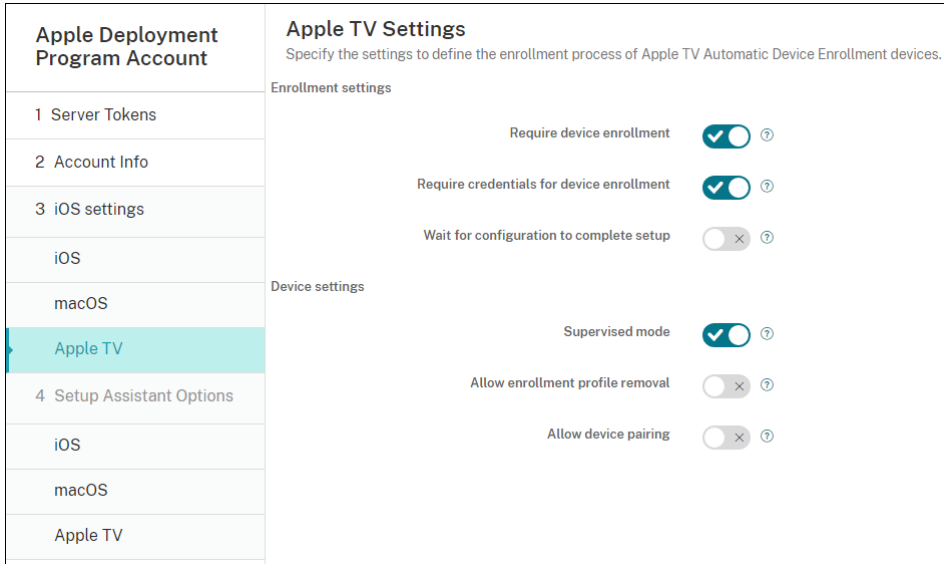 Apple Deployment
Program Account
1 Server Tokens
2 Account Info
3 iOS settings
iOS
macOS
Apple TV
4 Setup Assistant Options
iOS
macOS
Apple TV
Apple TV Settings
Specify the settings to define the enrollment process of Apple TV Automatic Device Enrollment devices.
Enrollment settings
Require device enrollment ?
Require credentials for device enrollment ?
Wait for configuration to complete setup ?
Device settings
Supervised mode ?
Allow enrollment profile removal ?
Allow device pairing ?